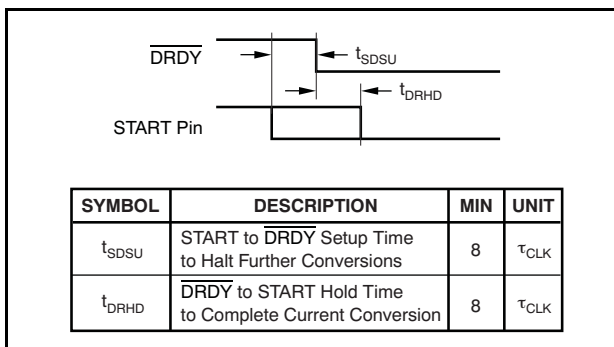 DRDY
tSDSU
tDRHD
START Pin
SYMBOL DESCRIPTION MIN UNIT
tSDSU START to DRDY Setup Time to Halt Further Conversions 8 τCLK
tDRHD DRDY to START Hold Time to Complete Current Conversion 8 τCLK